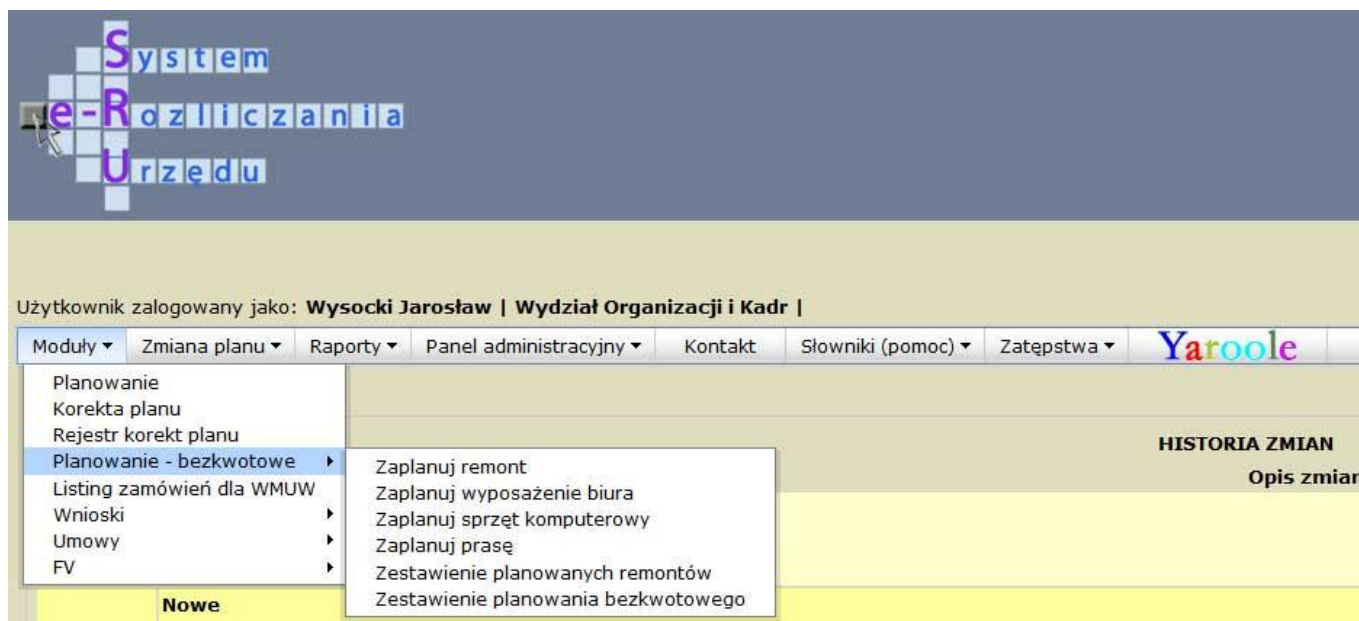 System
e-Rozliczania
Urzędu
Użytkownik zalogowany jako: Wysocki Jarosław | Wydział Organizacji i Kadr |
Moduły Zmiana planu Raporty Panel administracyjny Kontakt Słowniki (pomoc) Zatępstwa Yaroole
Planowanie
Korekta planu
Rejestr korekt planu
HISTORIA ZMIAN
Planowanie - bezkwotowe
Zaplanuj remont
Opis zmian
Listing zamówień dla WMUW
Zaplanuj wyposażenie biura
Wnioski
Zaplanuj sprzęt komputerowy
Umowy
Zaplanuj prasę
FV
Zestawienie planowanych remontów
Zestawienie planowania bezkwotowego
Nowe